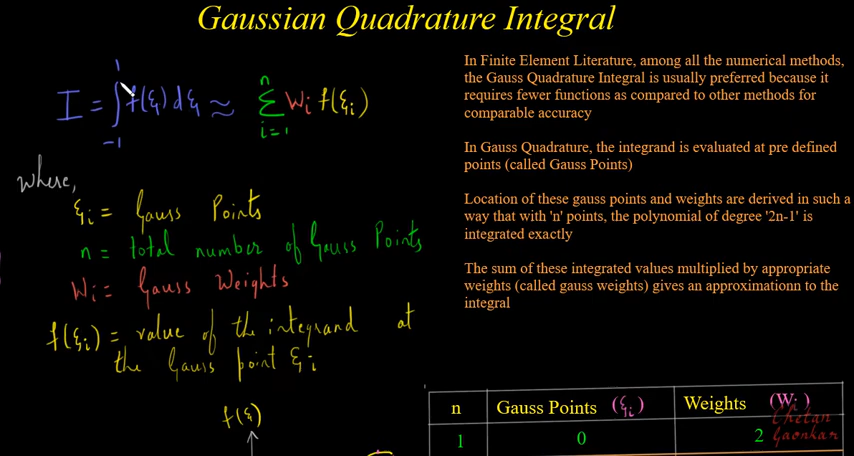 Gaussian Quadrature Integral
I = ∫₋₁¹ f(ξ) dξ ≈ Σᵢ₌₁ⁿ Wᵢ f(ξᵢ)
where,
ξᵢ = Gauss Points
n = total number of Gauss Points
Wᵢ = Gauss Weights
f(ξᵢ) = value of the integrand at
the Gauss point ξᵢ
f(ξ)
In Finite Element Literature, among all the numerical methods,
the Gauss Quadrature Integral is usually preferred because it
requires fewer functions as compared to other methods for
comparable accuracy
In Gauss Quadrature, the integrand is evaluated at pre defined
points (called Gauss Points)
Location of these gauss points and weights are derived in such a
way that with 'n' points, the polynomial of degree '2n-1' is
integrated exactly
The sum of these integrated values multiplied by appropriate
weights (called gauss weights) gives an approximationn to the
integral
n Gauss Points (ξᵢ) Weights (Wᵢ)
1 0 2
Chetan
Gaonkar